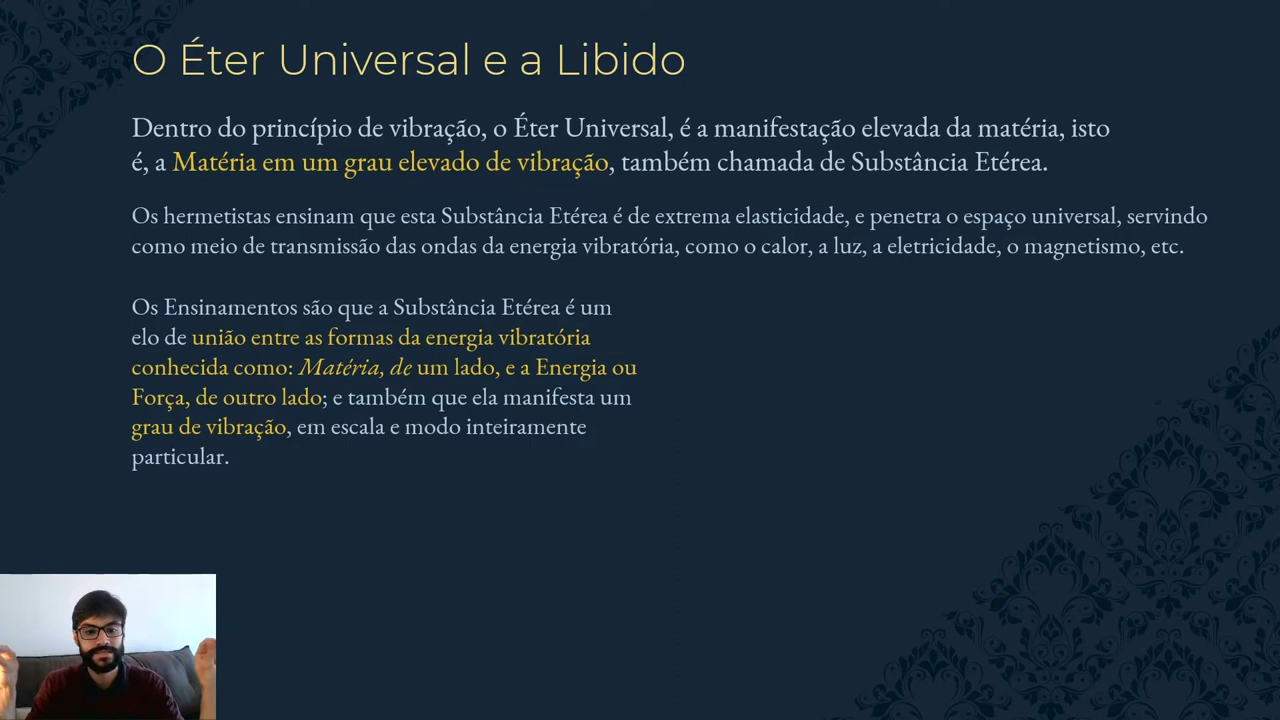 O Éter Universal e a Libido
Dentro do princípio de vibração, o Éter Universal, é a manifestação elevada da matéria, isto
é, a Matéria em um grau elevado de vibração, também chamada de Substância Etérea.
Os hermetistas ensinam que esta Substância Etérea é de extrema elasticidade, e penetra o espaço universal, servindo
como meio de transmissão das ondas da energia vibratória, como o calor, a luz, a eletricidade, o magnetismo, etc.
Os Ensinamentos são que a Substância Etérea é um
elo de união entre as formas da energia vibratória
conhecida como: Matéria, de um lado, e a Energia ou
Força, de outro lado; e também que ela manifesta um
grau de vibração, em escala e modo inteiramente
particular.